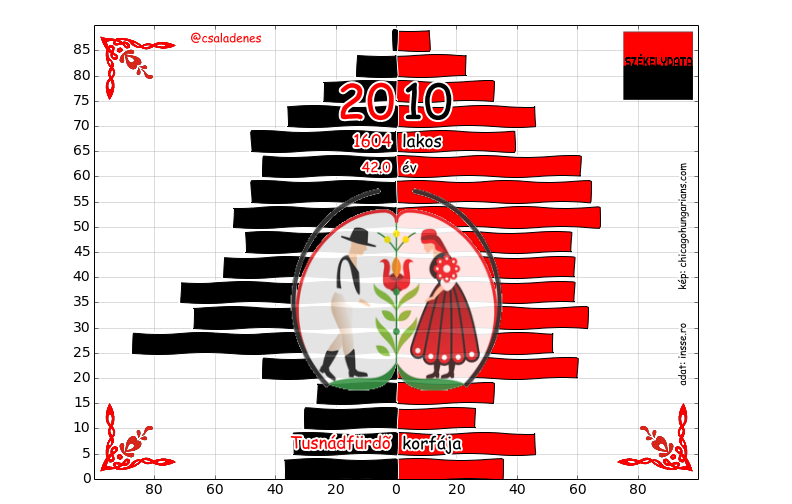 @csaladenes
SZÉKELYDATA
2010
1604 lakos
42.0 év
kép: chicagohungarians.com
adat: insse.ro
Tusnádfürdő korfája
85
80
75
70
65
60
55
50
45
40
35
30
25
20
15
10
5
0
80 60 40 20 0 20 40 60 80